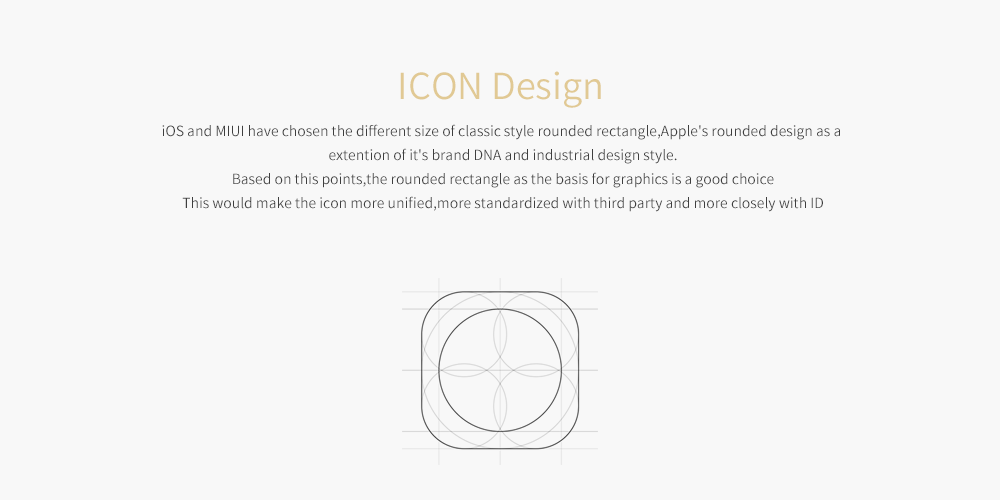 ICON Design
iOS and MIUI have chosen the different size of classic style rounded rectangle,Apple's rounded design as a
extention of it's brand DNA and industrial design style.
Based on this points,the rounded rectangle as the basis for graphics is a good choice
This would make the icon more unified,more standardized with third party and more closely with ID